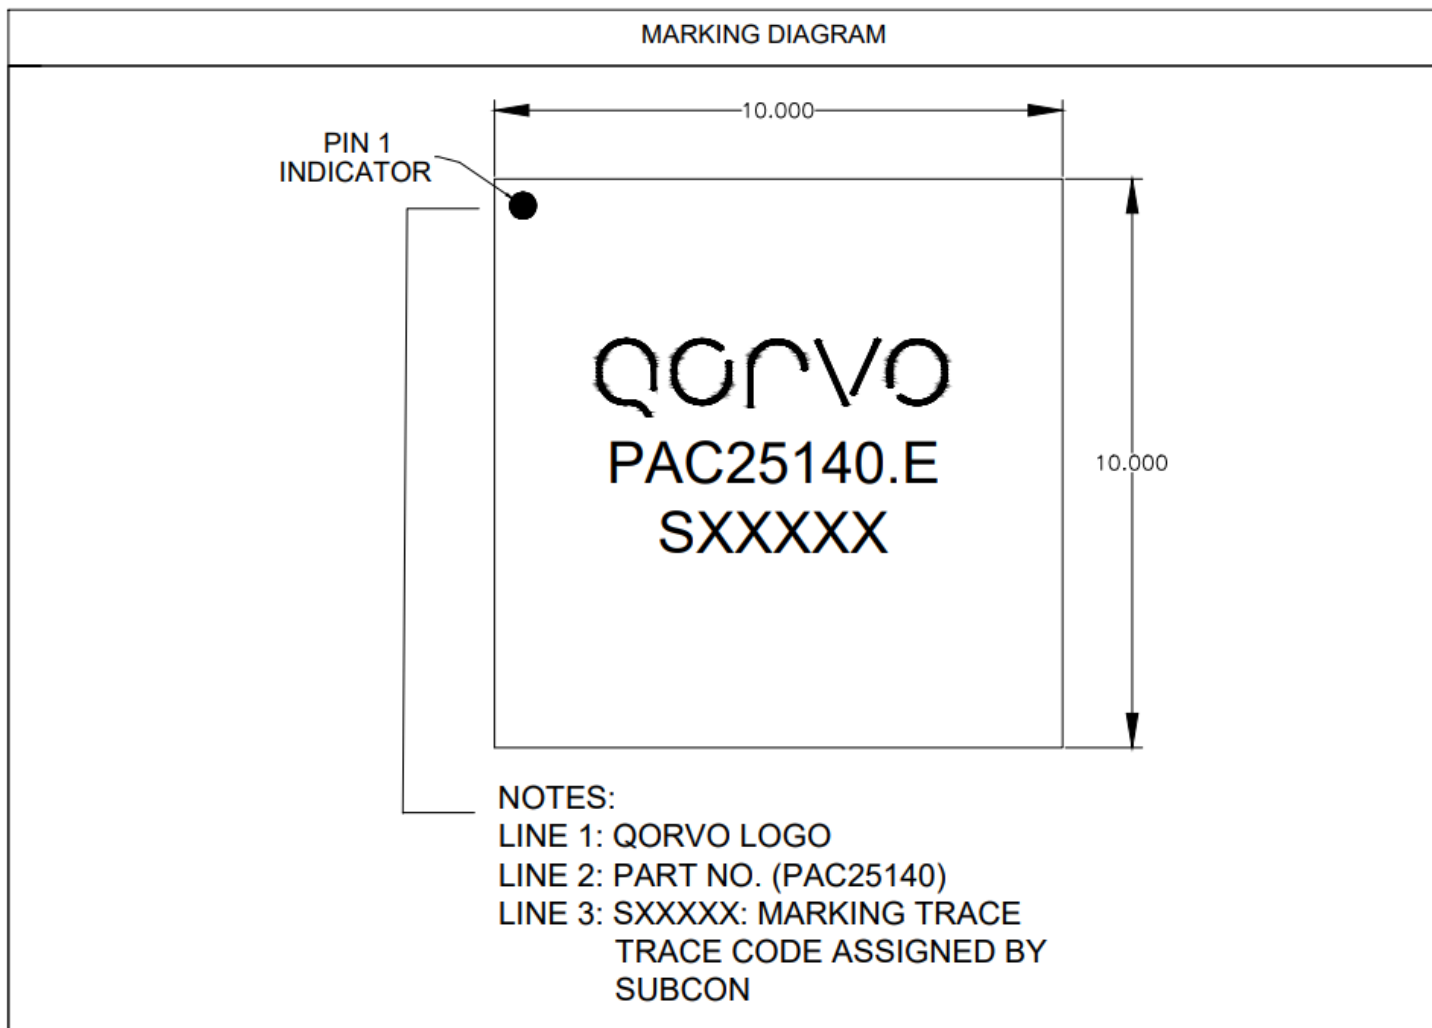 MARKING DIAGRAM
10.000
PIN 1
INDICATOR
QORVO
PAC25140.E
SXXXXX
10.000
NOTES:
LINE 1: QORVO LOGO
LINE 2: PART NO. (PAC25140)
LINE 3: SXXXXX: MARKING TRACE
TRACE CODE ASSIGNED BY
SUBCON